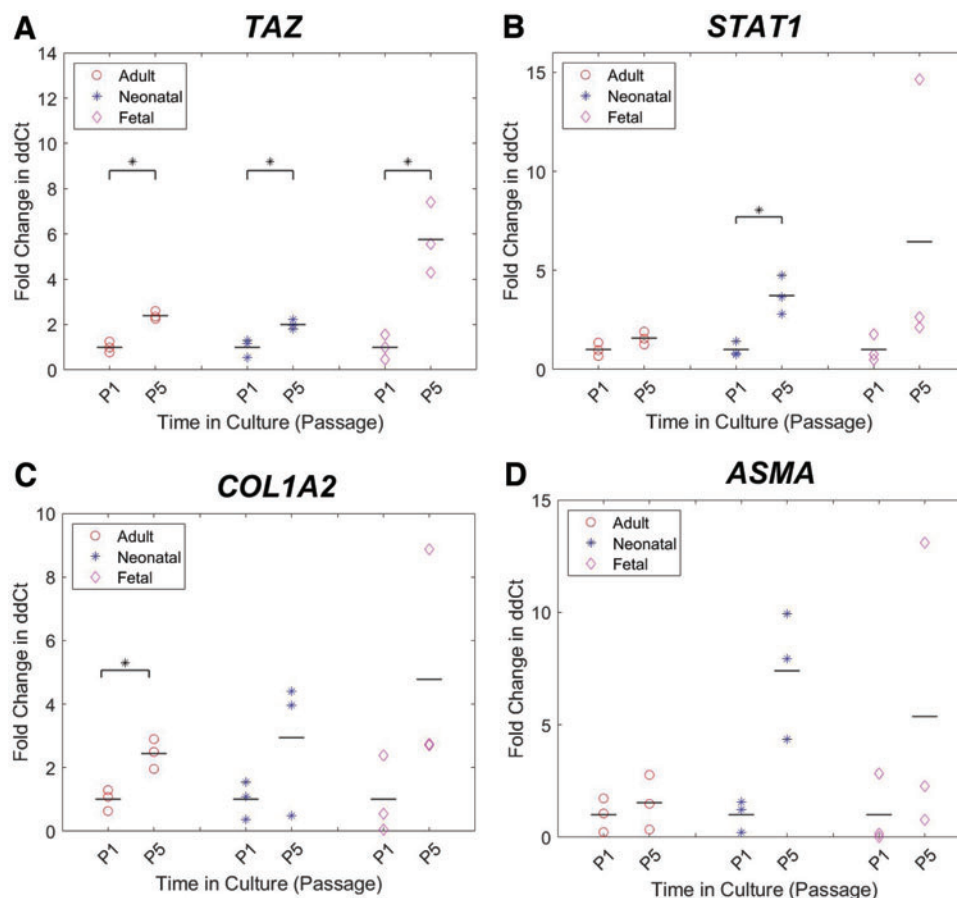 A
TAZ
14
12
10
8
6
4
2
0
Fold Change in ddCt
Adult
Neonatal
Fetal
*
*
*
P1
P5
P1
P5
P1
P5
Time in Culture (Passage)
B
STAT1
15
10
5
0
Fold Change in ddCt
Adult
Neonatal
Fetal
*
P1
P5
P1
P5
P1
P5
Time in Culture (Passage)
C
COL1A2
10
8
6
4
2
0
Fold Change in ddCt
Adult
Neonatal
Fetal
*
P1
P5
P1
P5
P1
P5
Time in Culture (Passage)
D
ASMA
15
10
5
0
Fold Change in ddCt
Adult
Neonatal
Fetal
P1
P5
P1
P5
P1
P5
Time in Culture (Passage)